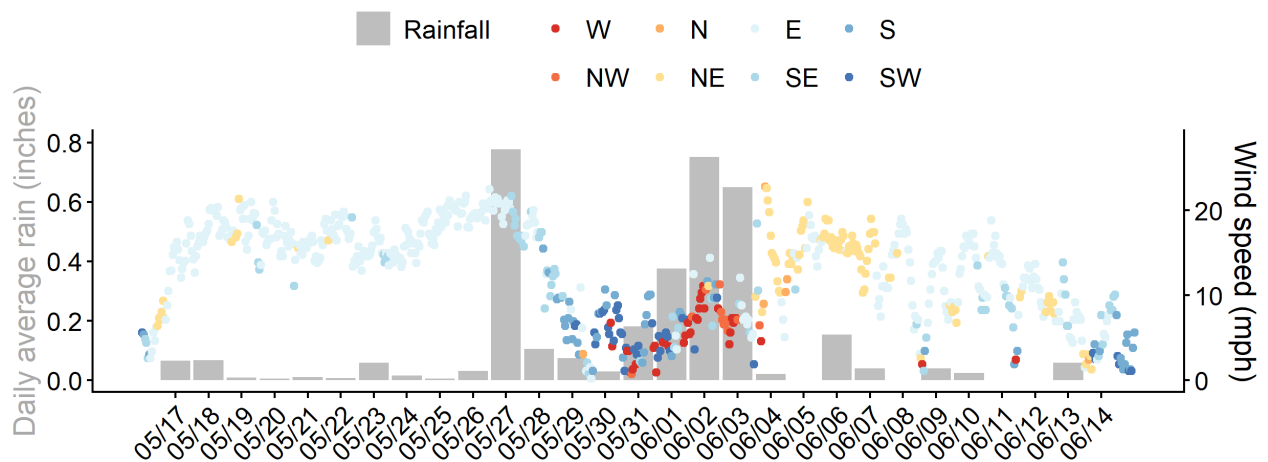 Rainfall W N E S
NW NE SE SW
Daily average rain (inches)
0.8
0.6
0.4
0.2
0.0
20
10
0
Wind speed (mph)
05/17 05/18 05/19 05/20 05/21 05/22 05/23 05/24 05/25 05/26 05/27 05/28 05/29 05/30 05/31 06/01 06/02 06/03 06/04 06/05 06/06 06/07 06/08 06/09 06/10 06/11 06/12 06/13 06/14